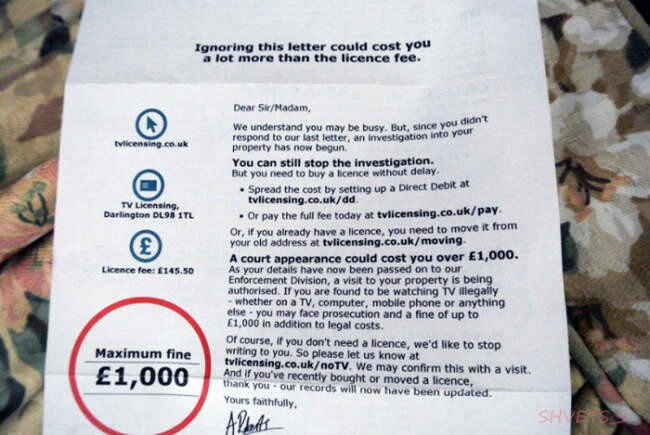 Ignoring this letter could cost you
a lot more than the licence fee.
Dear Sir/Madam,
We understand you may be busy. But, since you didn't
respond to our last letter, an investigation into your
property has now begun.
You can still stop the investigation.
But you need to buy a licence without delay.
• Spread the cost by setting up a Direct Debit at
tvlicensing.co.uk/dd.
• Or pay the full fee today at tvlicensing.co.uk/pay.
Or, if you already have a licence, you need to move it from
your old address at tvlicensing.co.uk/moving.
A court appearance could cost you over £1,000.
As your details have now been passed on to our
Enforcement Division, a visit to your property is being
authorised. If you are found to be watching TV illegally
- whether on a TV, computer, mobile phone or anything
else - you may face prosecution and a fine of up to
£1,000 in addition to legal costs.
Of course, if you don't need a licence, we'd like to stop
writing to you. So please let us know at
tvlicensing.co.uk/noTV. We may confirm this with a visit.
And if you've recently bought or moved a licence,
thank you - our records will now have been updated.
Yours faithfully,
tvlicensing.co.uk
TV Licensing,
Darlington DL98 1TL
£
Licence fee: £145.50
Maximum fine
£1,000
SHVETS.S